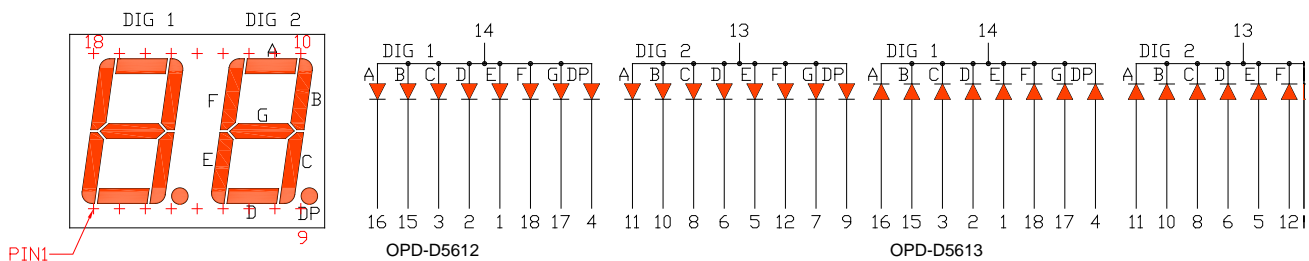 DIG 1 DIG 2
18 10
A
F B
G
E C
D DP
9
PIN1
14
DIG 1
A B C D E F G DP
16 15 3 2 1 18 17 4
OPD-D5612
13
DIG 2
A B C D E F G DP
11 10 8 6 5 12 7 9
14
DIG 1
A B C D E F G DP
16 15 3 2 1 18 17 4
OPD-D5613
13
DIG 2
A B C D E F
11 10 8 6 5 12